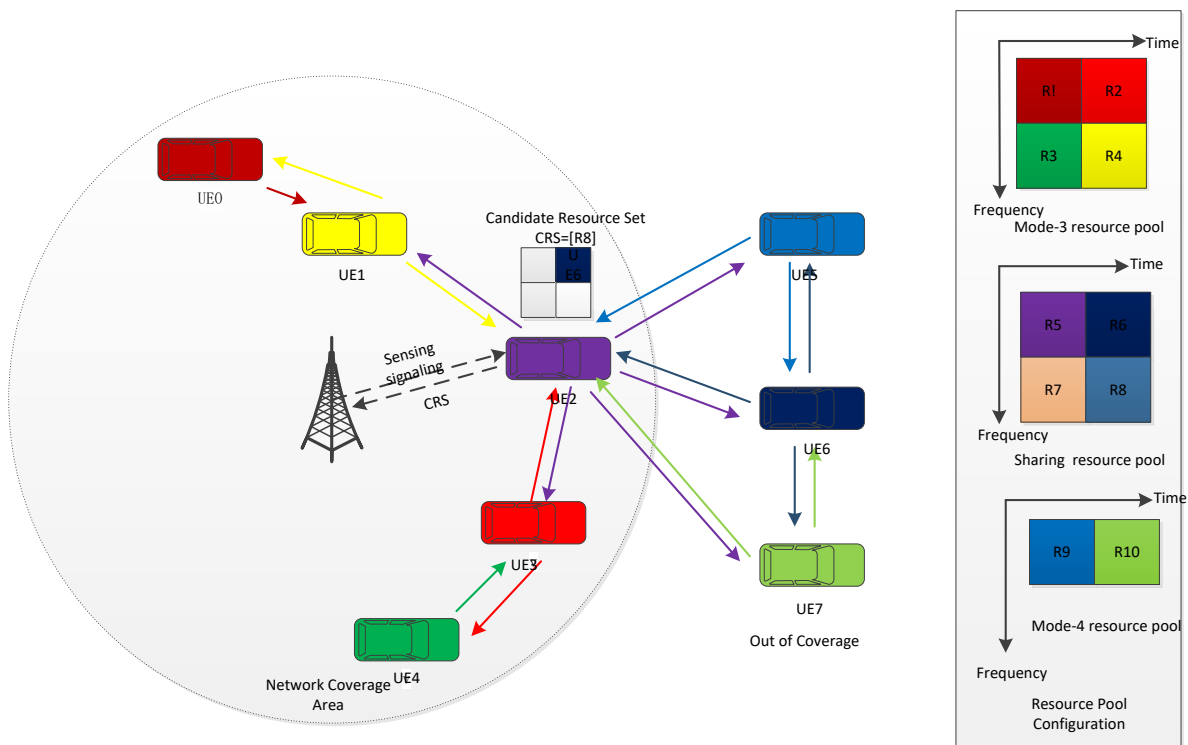 UE0
UE1
Candidate Resource Set
CRS=[R8]
U
E6
UE5
Sensing
signaling
CRS
UE2
UE6
UE3
UE7
UE4
Out of Coverage
Network Coverage
Area
Time
R!
R2
R3
R4
Frequency
Mode-3 resource pool
Time
R5
R6
R7
R8
Frequency
Sharing resource pool
Time
R9
R10
Mode-4 resource pool
Frequency
Resource Pool
Configuration